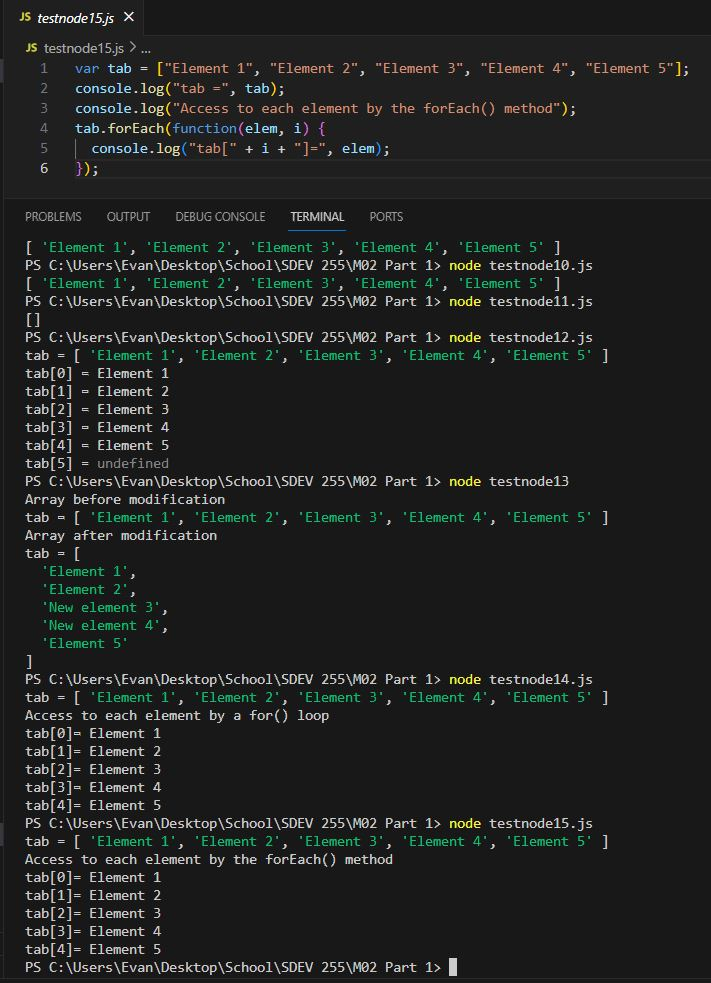 JS testnode15.js ×
JS testnode15.js > ...
1 var tab = ["Element 1", "Element 2", "Element 3", "Element 4", "Element 5"];
2 console.log("tab =", tab);
3 console.log("Access to each element by the forEach() method");
4 tab.forEach(function(elem, i) {
5   console.log("tab[" + i + "]=", elem);
6 });
PROBLEMS OUTPUT DEBUG CONSOLE TERMINAL PORTS
[ 'Element 1', 'Element 2', 'Element 3', 'Element 4', 'Element 5' ]
PS C:\Users\Evan\Desktop\School\SDEV 255\M02 Part 1> node testnode10.js
[ 'Element 1', 'Element 2', 'Element 3', 'Element 4', 'Element 5' ]
PS C:\Users\Evan\Desktop\School\SDEV 255\M02 Part 1> node testnode11.js
[]
PS C:\Users\Evan\Desktop\School\SDEV 255\M02 Part 1> node testnode12.js
tab = [ 'Element 1', 'Element 2', 'Element 3', 'Element 4', 'Element 5' ]
tab[0] = Element 1
tab[1] = Element 2
tab[2] = Element 3
tab[3] = Element 4
tab[4] = Element 5
tab[5] = undefined
PS C:\Users\Evan\Desktop\School\SDEV 255\M02 Part 1> node testnode13
Array before modification
tab = [ 'Element 1', 'Element 2', 'Element 3', 'Element 4', 'Element 5' ]
Array after modification
tab = [
  'Element 1',
  'Element 2',
  'New element 3',
  'New element 4',
  'Element 5'
]
PS C:\Users\Evan\Desktop\School\SDEV 255\M02 Part 1> node testnode14.js
tab = [ 'Element 1', 'Element 2', 'Element 3', 'Element 4', 'Element 5' ]
Access to each element by a for() loop
tab[0]= Element 1
tab[1]= Element 2
tab[2]= Element 3
tab[3]= Element 4
tab[4]= Element 5
PS C:\Users\Evan\Desktop\School\SDEV 255\M02 Part 1> node testnode15.js
tab = [ 'Element 1', 'Element 2', 'Element 3', 'Element 4', 'Element 5' ]
Access to each element by the forEach() method
tab[0]= Element 1
tab[1]= Element 2
tab[2]= Element 3
tab[3]= Element 4
tab[4]= Element 5
PS C:\Users\Evan\Desktop\School\SDEV 255\M02 Part 1>